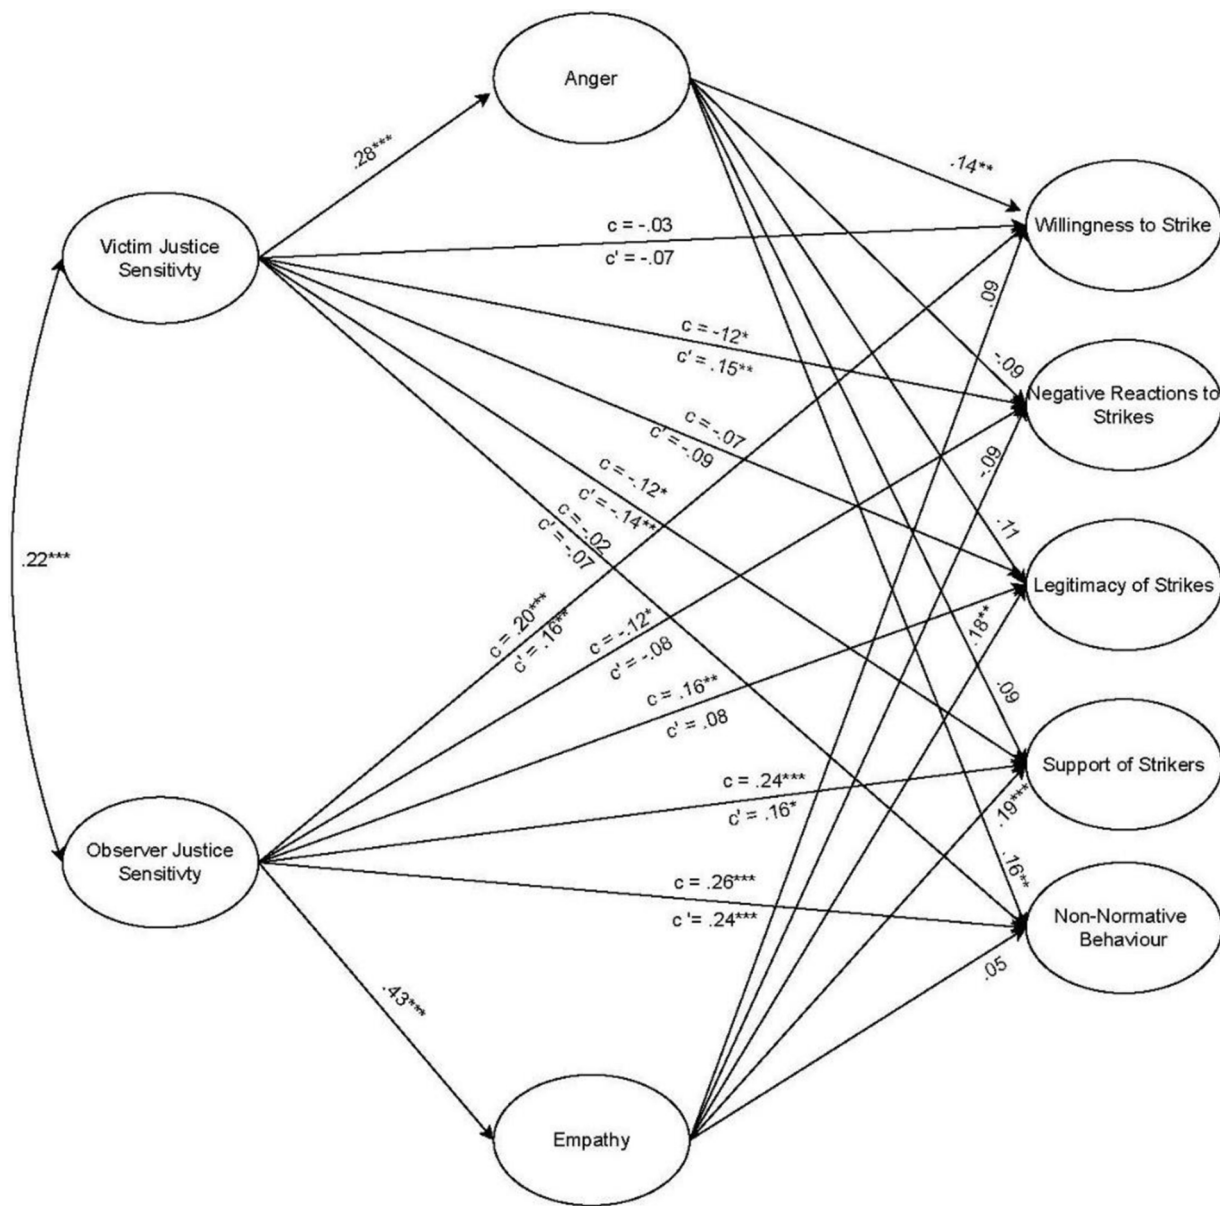 Anger
.28***
.14**
Willingness to Strike
Victim Justice
Sensitivty
c = -.03
c' = -.07
.09
c = -12*
c' = .15**
-.09
Negative Reactions to
Strikes
c = -.07
c' = -.09
-.09
c = -.12*
c' = -.14**
c = -.02
c' = -.07
.11
.22***
Legitimacy of Strikes
c = .20***
c' = .16**
c = -.12*
c' = -.08
.18**
c = .16**
c' = .08
.09
Support of Strikers
c = .24***
c' = .16*
.19***
Observer Justice
Sensitivty
.16**
c = .26***
c '= .24***
Non-Normative
Behaviour
.05
.43***
Empathy